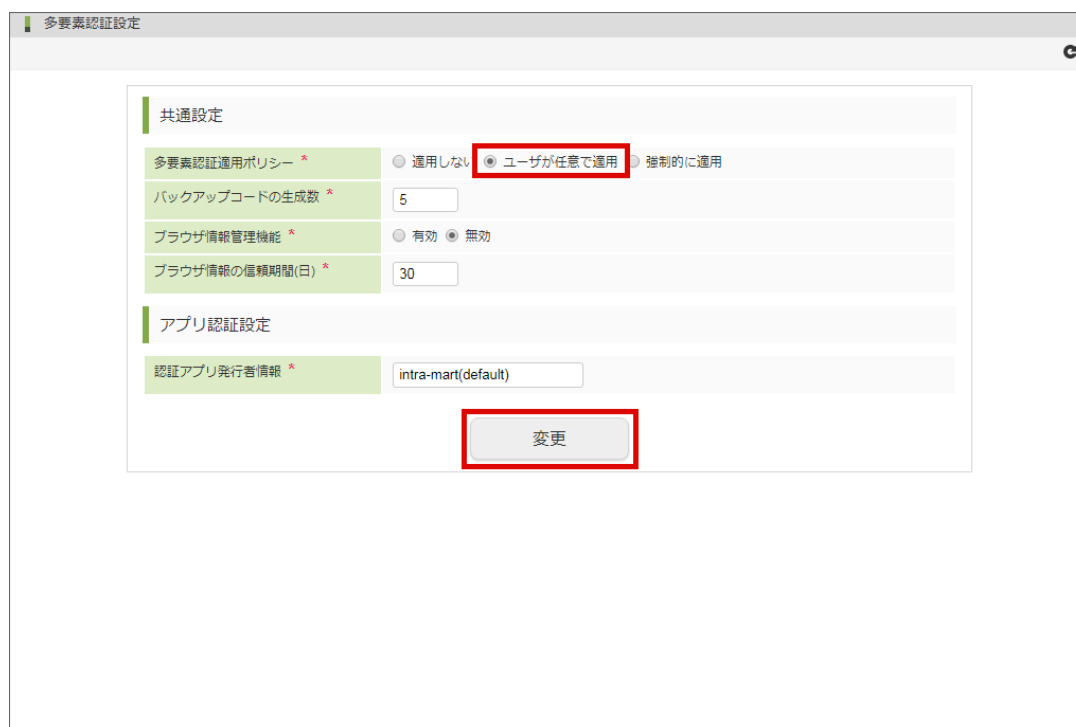 多要素認証設定
共通設定
多要素認証適用ポリシー * 適用しない ユーザが任意で適用 強制的に適用
バックアップコードの生成数 * 5
ブラウザ情報管理機能 * 有効 無効
ブラウザ情報の信頼期間(日) * 30
アプリ認証設定
認証アプリ発行者情報 * intra-mart(default)
変更